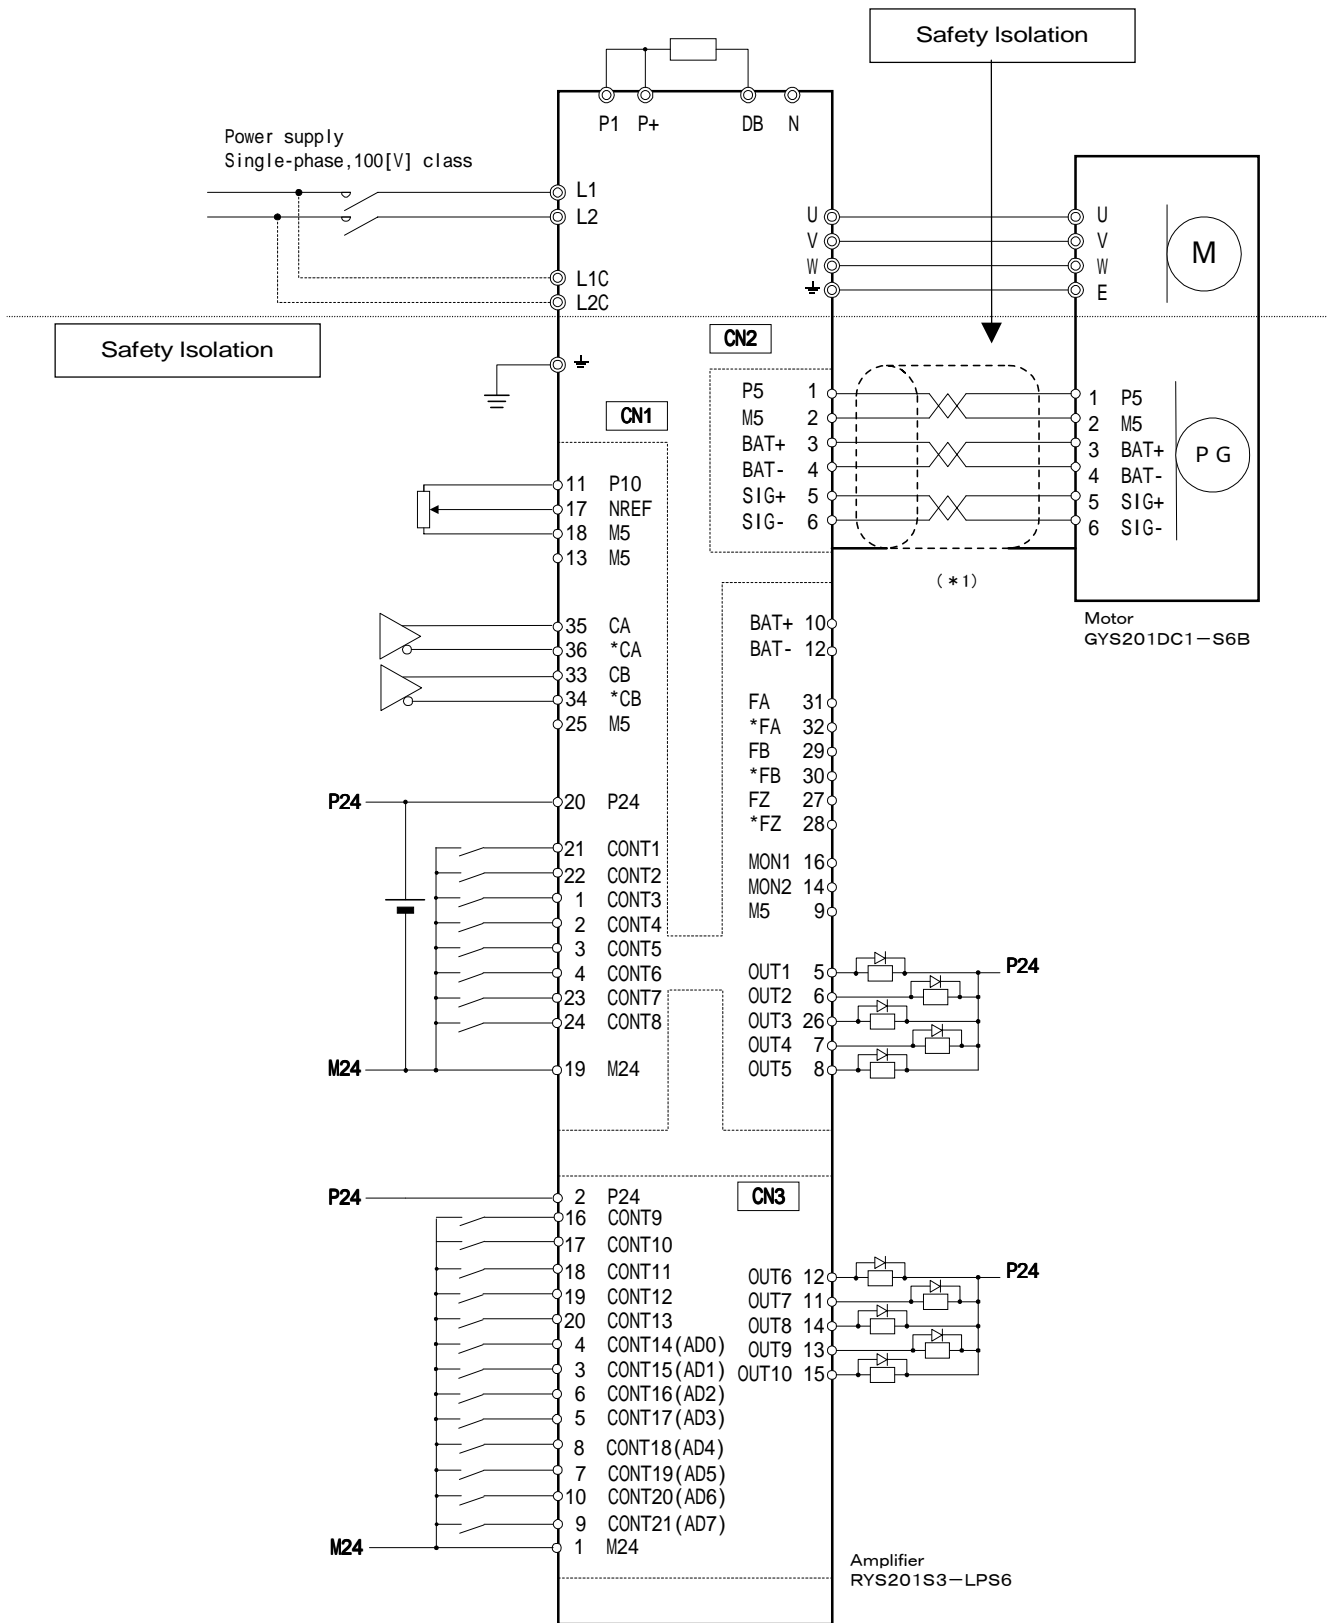 Safety Isolation
P1 P+ DB N
Power supply
Single-phase,100[V] class
L1
L2
L1C
L2C
U
V
W
U
V
W
E
M
Safety Isolation
CN2
P5 1
M5 2
BAT+ 3
BAT- 4
SIG+ 5
SIG- 6
1 P5
2 M5
3 BAT+
4 BAT-
5 SIG+
6 SIG-
PG
(*1)
Motor
GYS201DC1-S6B
CN1
11 P10
17 NREF
18 M5
13 M5
35 CA
36 *CA
33 CB
34 *CB
25 M5
P24
20 P24
21 CONT1
22 CONT2
1 CONT3
2 CONT4
3 CONT5
4 CONT6
23 CONT7
24 CONT8
M24
19 M24
BAT+ 10
BAT- 12
FA 31
*FA 32
FB 29
*FB 30
FZ 27
*FZ 28
MON1 16
MON2 14
M5 9
OUT1 5
OUT2 6
OUT3 26
OUT4 7
OUT5 8
P24
P24
CN3
2 P24
16 CONT9
17 CONT10
18 CONT11
19 CONT12
20 CONT13
4 CONT14(AD0)
3 CONT15(AD1)
6 CONT16(AD2)
5 CONT17(AD3)
8 CONT18(AD4)
7 CONT19(AD5)
10 CONT20(AD6)
9 CONT21(AD7)
M24
1 M24
OUT6 12
OUT7 11
OUT8 14
OUT9 13
OUT10 15
P24
Amplifier
RYS201S3-LPS6